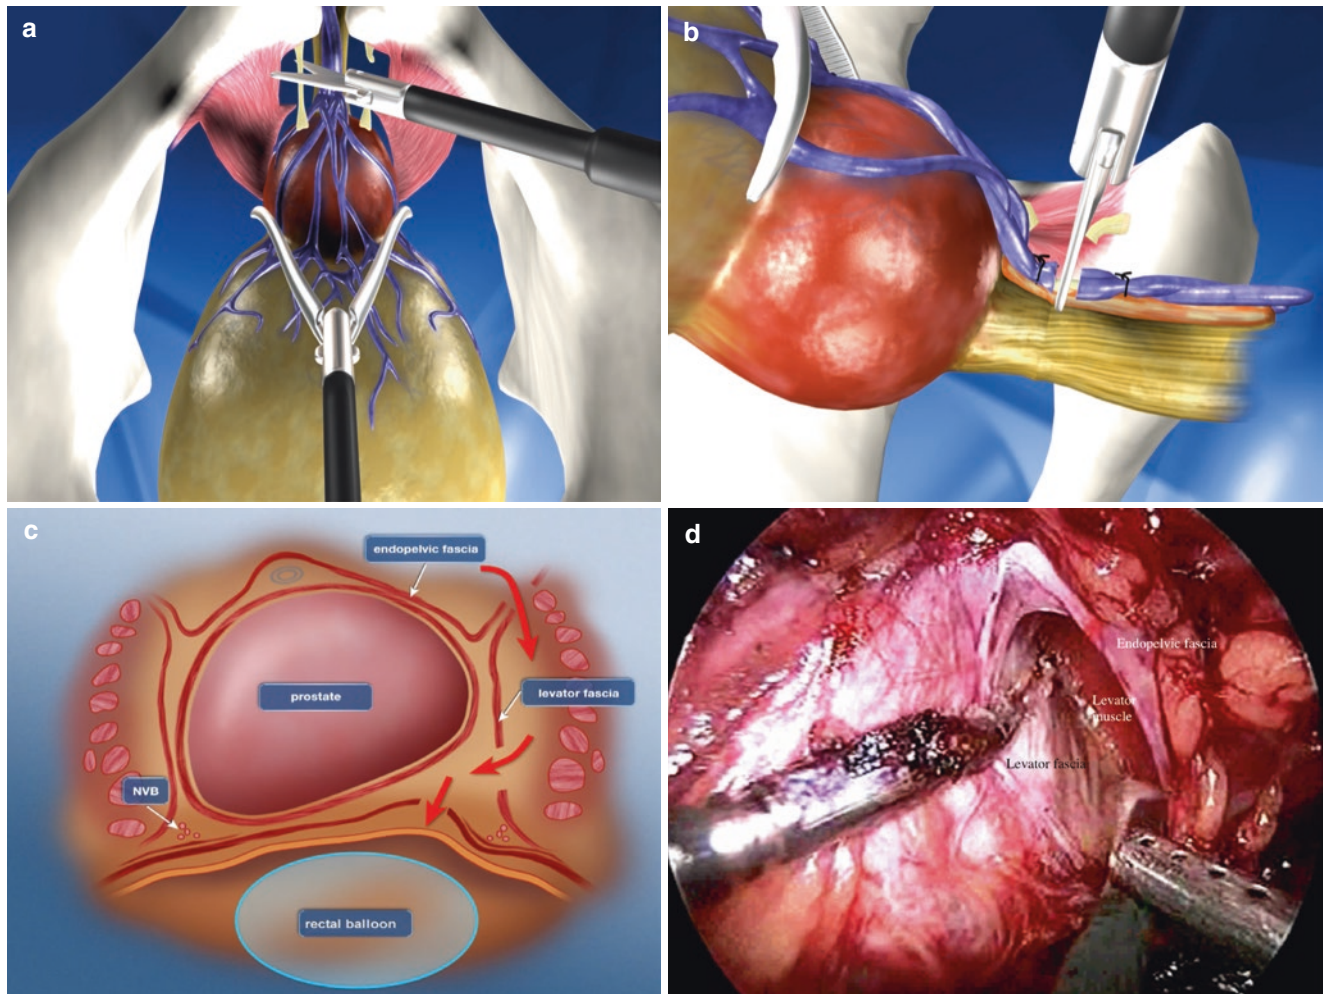 a
b
c
endopelvic fascia
prostate
levator fascia
NVB
rectal balloon
d
Endopelvic fascia
Levator
muscle
Levator fascia